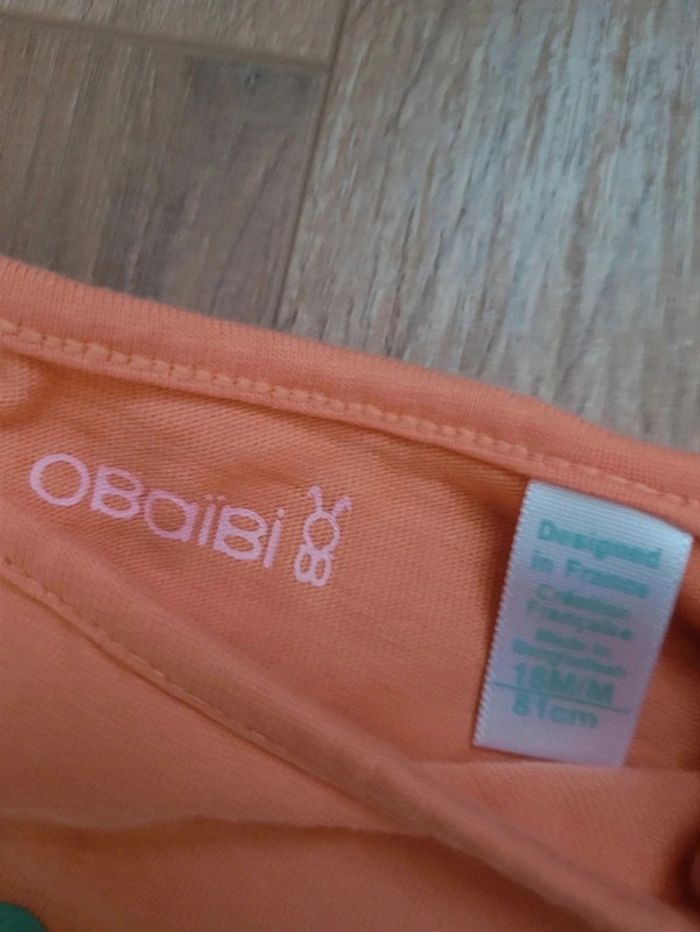 OBaïBi
Designed
in France
Création
Française
Made in
Bangladesh
18M/M
81cm